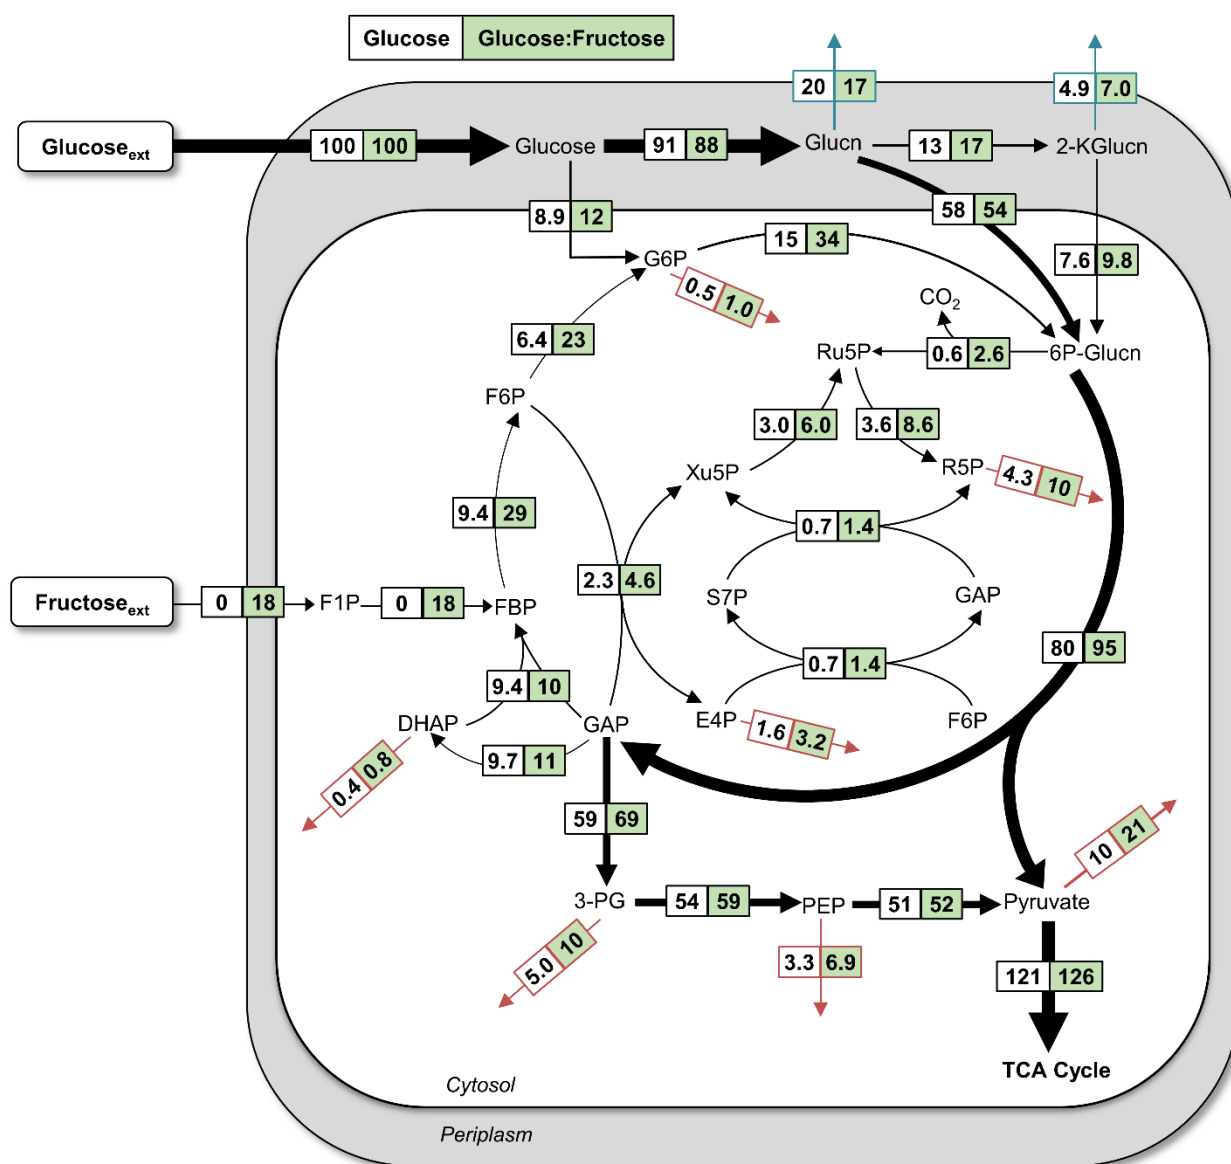 Glucose Glucose:Fructose
20 17
4.9 7.0
Glucose_ext 100 100 Glucose 91 88 Glucn 13 17 2-KGlucn
8.9 12
58 54
15 34
G6P
7.6 9.8
0.5 1.0
CO₂
6.4 23
Ru5P 0.6 2.6 6P-Glucn
F6P
3.0 6.0
3.6 8.6
Xu5P
R5P
4.3 10
9.4 29
0.7 1.4
2.3 4.6
S7P
GAP
Fructose_ext 0 18 F1P 0 18 FBP
80 95
0.7 1.4
9.4 10
DHAP
GAP
E4P
1.6 3.2
F6P
9.7 11
0.4 0.8
59 69
10 21
3-PG 54 59 PEP 51 52 Pyruvate
5.0 10
3.3 6.9
121 126
TCA Cycle
Cytosol
Periplasm